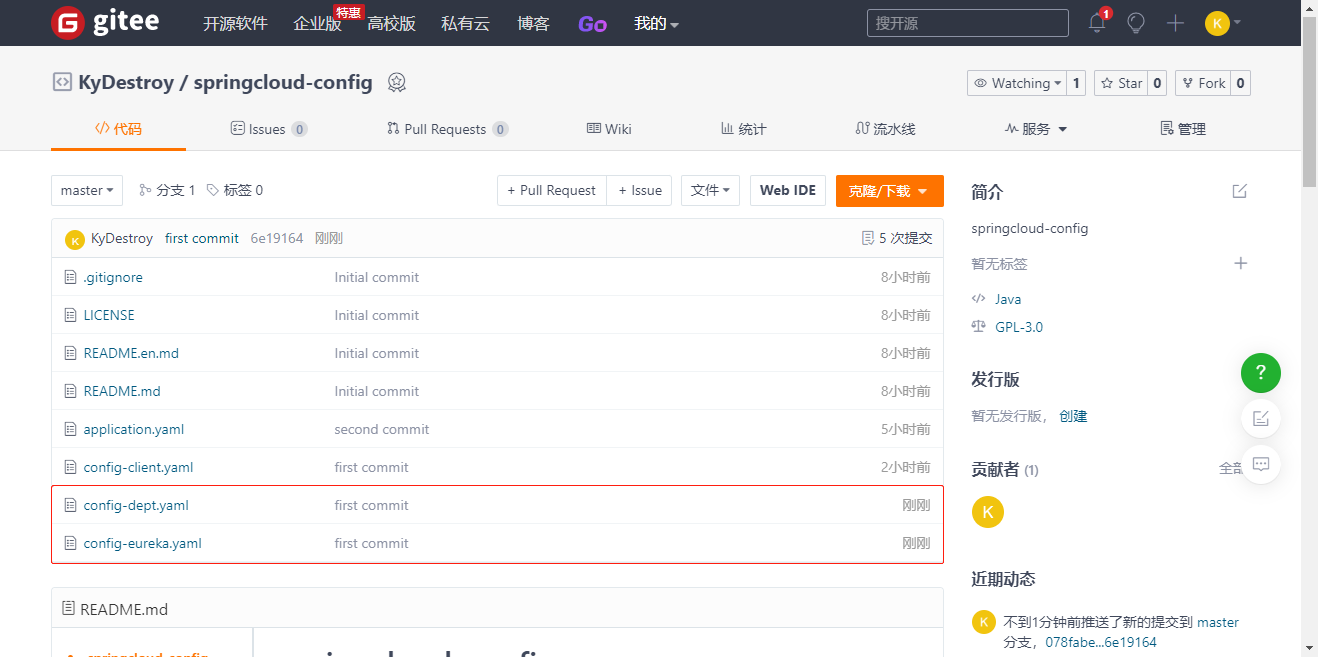 G gitee 开源软件 企业版 特惠 高校版 私有云 博客 Go 我的 搜开源 1 K
KyDestroy / springcloud-config Watching 1 Star 0 Fork 0
代码 Issues 0 Pull Requests 0 Wiki 统计 流水线 服务 管理
master 分支 1 标签 0 + Pull Request + Issue 文件 Web IDE 克隆/下载
K KyDestroy first commit 6e19164 刚刚 5 次提交
.gitignore Initial commit 8小时前
LICENSE Initial commit 8小时前
README.en.md Initial commit 8小时前
README.md Initial commit 8小时前
application.yaml second commit 5小时前
config-client.yaml first commit 2小时前
config-dept.yaml first commit 刚刚
config-eureka.yaml first commit 刚刚
README.md
springcloud-config
简介
springcloud-config
暂无标签
Java
GPL-3.0
?
发行版
暂无发行版， 创建
贡献者 (1) 全部
K
近期动态
K 不到1分钟前推送了新的提交到 master
分支，078fabe...6e19164